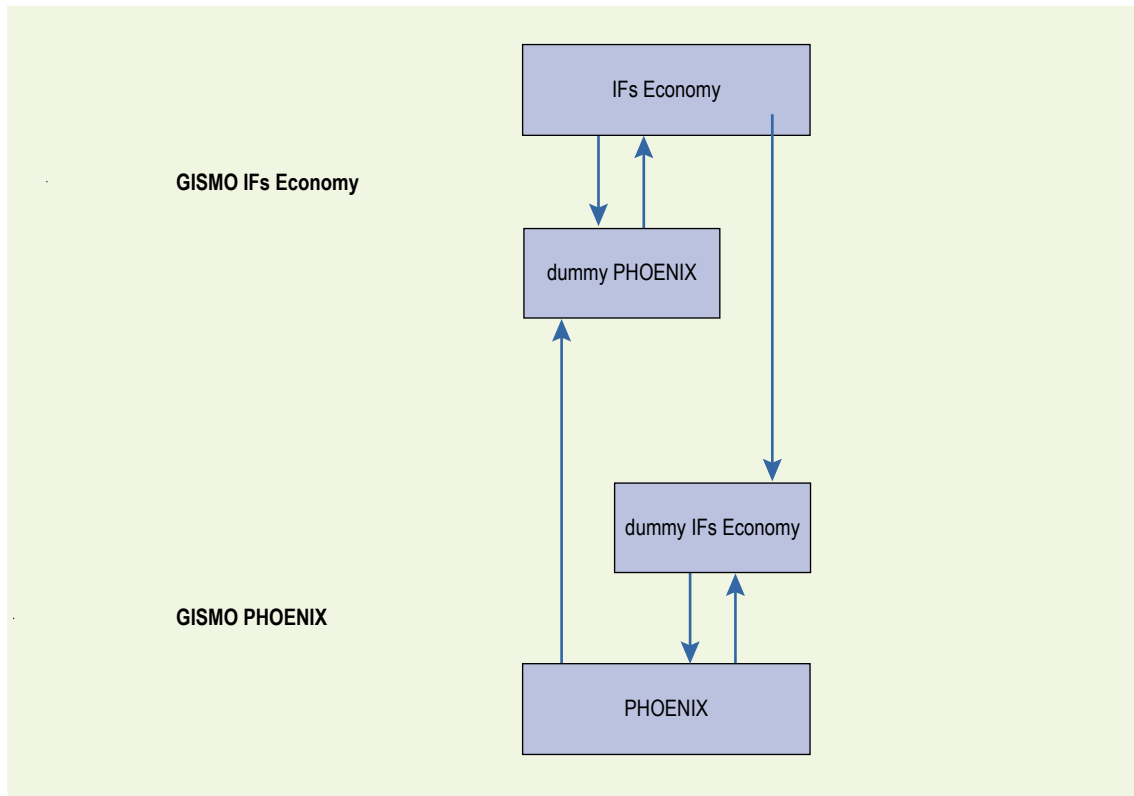 IFs Economy
GISMO IFs Economy
dummy PHOENIX
dummy IFs Economy
GISMO PHOENIX
PHOENIX